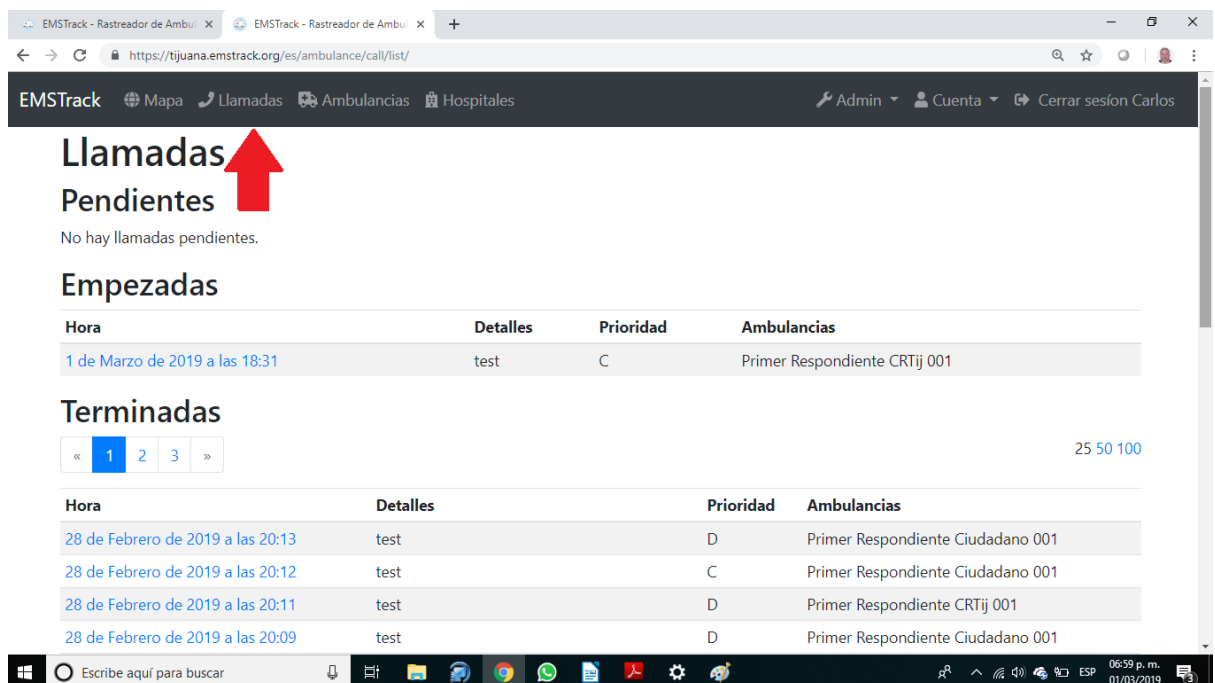 EMSTrack - Rastreador de Ambul
EMSTrack - Rastreador de Ambul
https://tijuana.emstrack.org/es/ambulance/call/list/
EMSTrack Mapa Llamadas Ambulancias Hospitales Admin Cuenta Cerrar sesíon Carlos
Llamadas
Pendientes
No hay llamadas pendientes.
Empezadas
Hora Detalles Prioridad Ambulancias
1 de Marzo de 2019 a las 18:31 test C Primer Respondiente CRTij 001
Terminadas
« 1 2 3 » 25 50 100
Hora Detalles Prioridad Ambulancias
28 de Febrero de 2019 a las 20:13 test D Primer Respondiente Ciudadano 001
28 de Febrero de 2019 a las 20:12 test C Primer Respondiente Ciudadano 001
28 de Febrero de 2019 a las 20:11 test D Primer Respondiente CRTij 001
28 de Febrero de 2019 a las 20:09 test D Primer Respondiente Ciudadano 001
Escribe aquí para buscar ESP 06:59 p. m.
01/03/2019 3